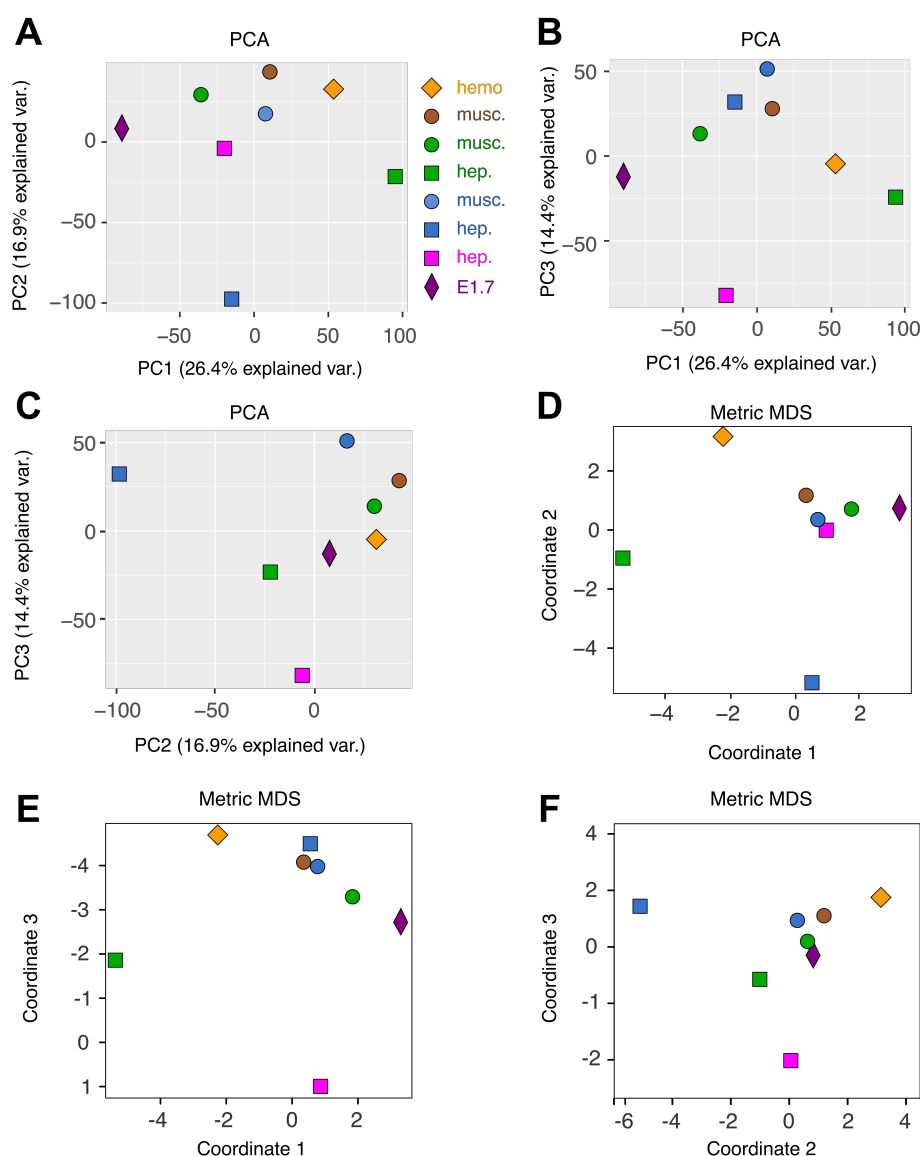 A
PCA
PC2 (16.9% explained var.)
0
−50
−100
−50
0
50
100
PC1 (26.4% explained var.)
hemo
musc.
musc.
hep.
musc.
hep.
hep.
E1.7
B
PCA
PC3 (14.4% explained var.)
50
0
−50
−50
0
50
100
PC1 (26.4% explained var.)
C
PCA
PC3 (14.4% explained var.)
50
0
−50
−100
−50
0
PC2 (16.9% explained var.)
D
Metric MDS
Coordinate 2
2
0
−2
−4
−4
−2
0
2
Coordinate 1
E
Metric MDS
Coordinate 3
-4
-3
-2
-1
0
1
-4
-2
0
2
Coordinate 1
F
Metric MDS
Coordinate 3
4
2
0
-1
-2
-6
-4
-2
0
2
4
Coordinate 2